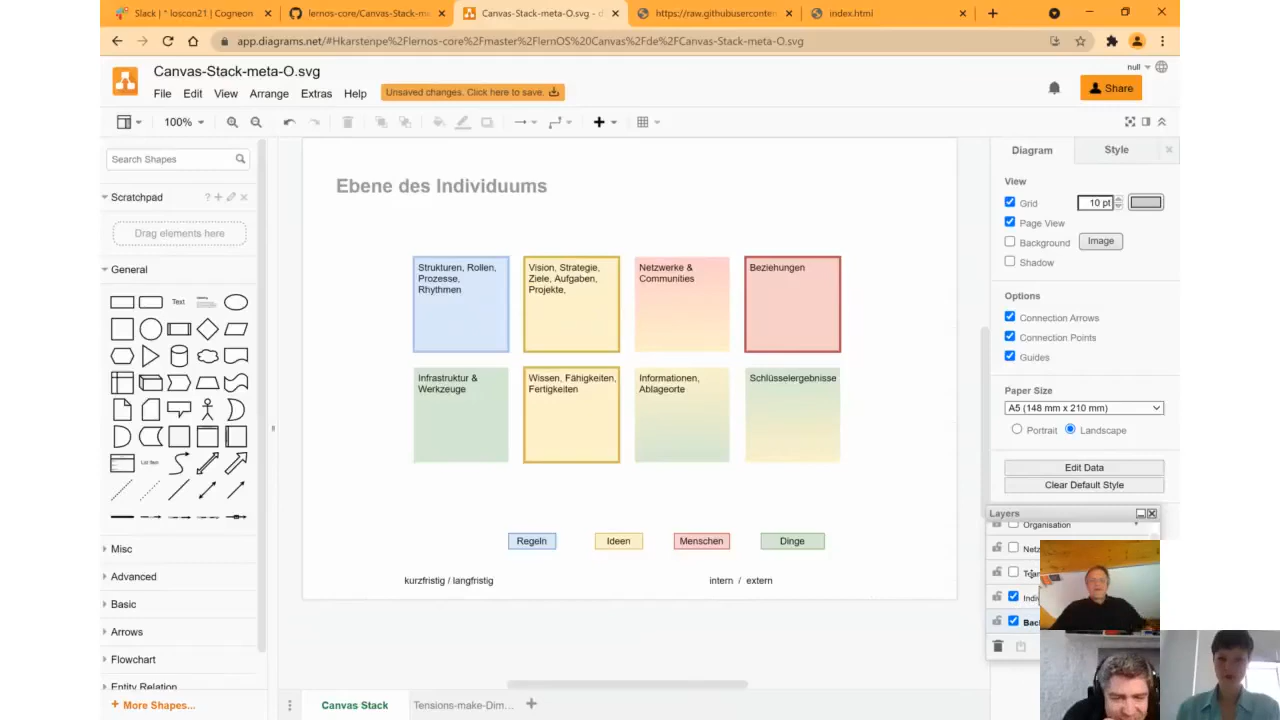 Slack | * loscon21 | Cogneon
lernos-core/Canvas-Stack-m
Canvas-Stack-meta-O.svg - d
https://raw.githubusercontent
index.html
app.diagrams.net/#Hkarstenpe%2Flernos-core%2Fmaster%2FlernOS%20Canvas%2Fde%2FCanvas-Stack-meta-O.svg
Canvas-Stack-meta-O.svg
null
File Edit View Arrange Extras Help
Unsaved changes. Click here to save.
Share
100%
Search Shapes
Scratchpad
?
Drag elements here
General
Text
List Item
Misc
Advanced
Basic
Arrows
Flowchart
Entity Relation
+ More Shapes...
Ebene des Individuums
Strukturen, Rollen,
Prozesse,
Rhythmen
Vision, Strategie,
Ziele, Aufgaben,
Projekte,
Netzwerke &
Communities
Beziehungen
Infrastruktur &
Werkzeuge
Wissen, Fähigkeiten,
Fertigkeiten
Informationen,
Ablageorte
Schlüsselergebnisse
Regeln
Ideen
Menschen
Dinge
kurzfristig / langfristig
intern / extern
Canvas Stack
Tensions-make-Dim...
Diagram
Style
View
Grid
10 pt
Page View
Background
Image
Shadow
Options
Connection Arrows
Connection Points
Guides
Paper Size
A5 (148 mm x 210 mm)
Portrait
Landscape
Edit Data
Clear Default Style
Layers
Organisation
Netz
Indiv
Back